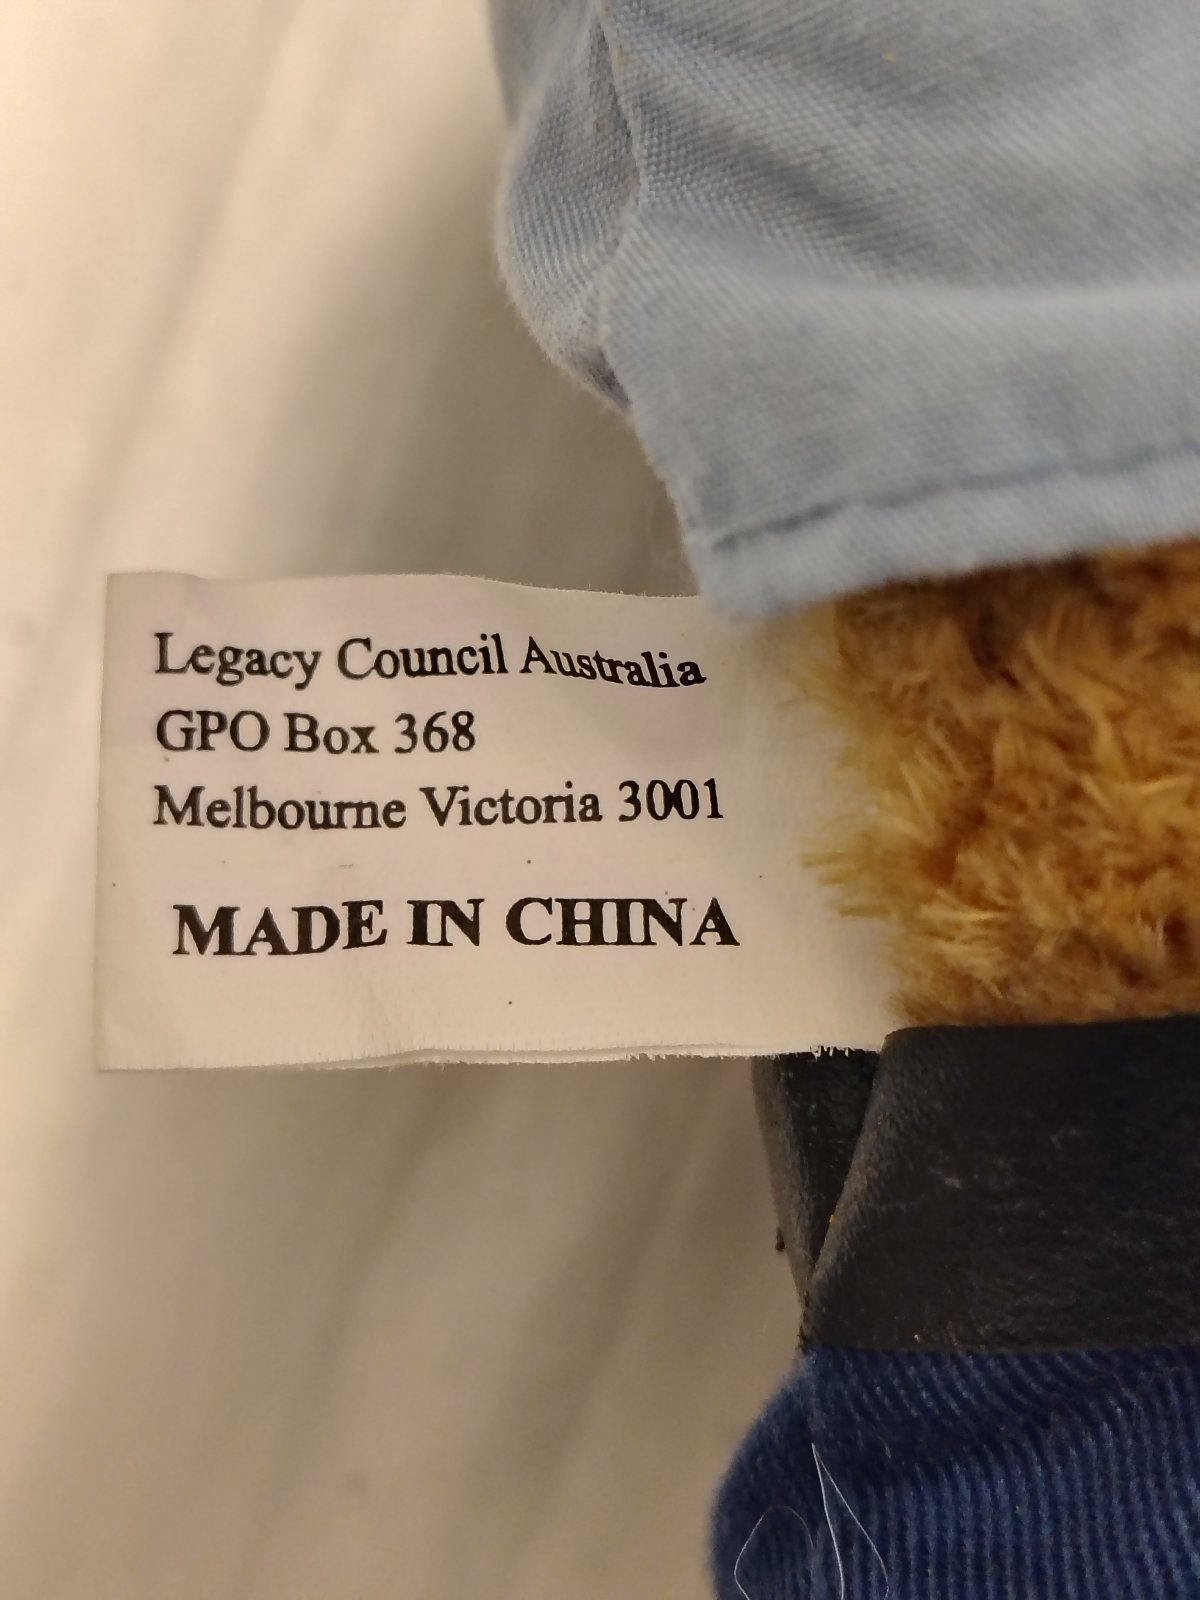 Legacy Council Australia
GPO Box 368
Melbourne Victoria 3001
MADE IN CHINA